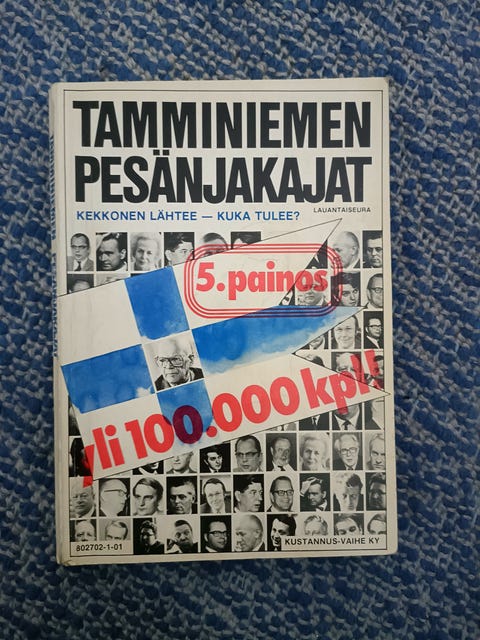 TAMMINIEMEN
PESÄNJAKAJAT
LAUANTAISEURA
KEKKONEN LÄHTEE — KUKA TULEE?
5. painos
yli 100.000 kpl!
802702-1-01
KUSTANNUS-VAIHE KY